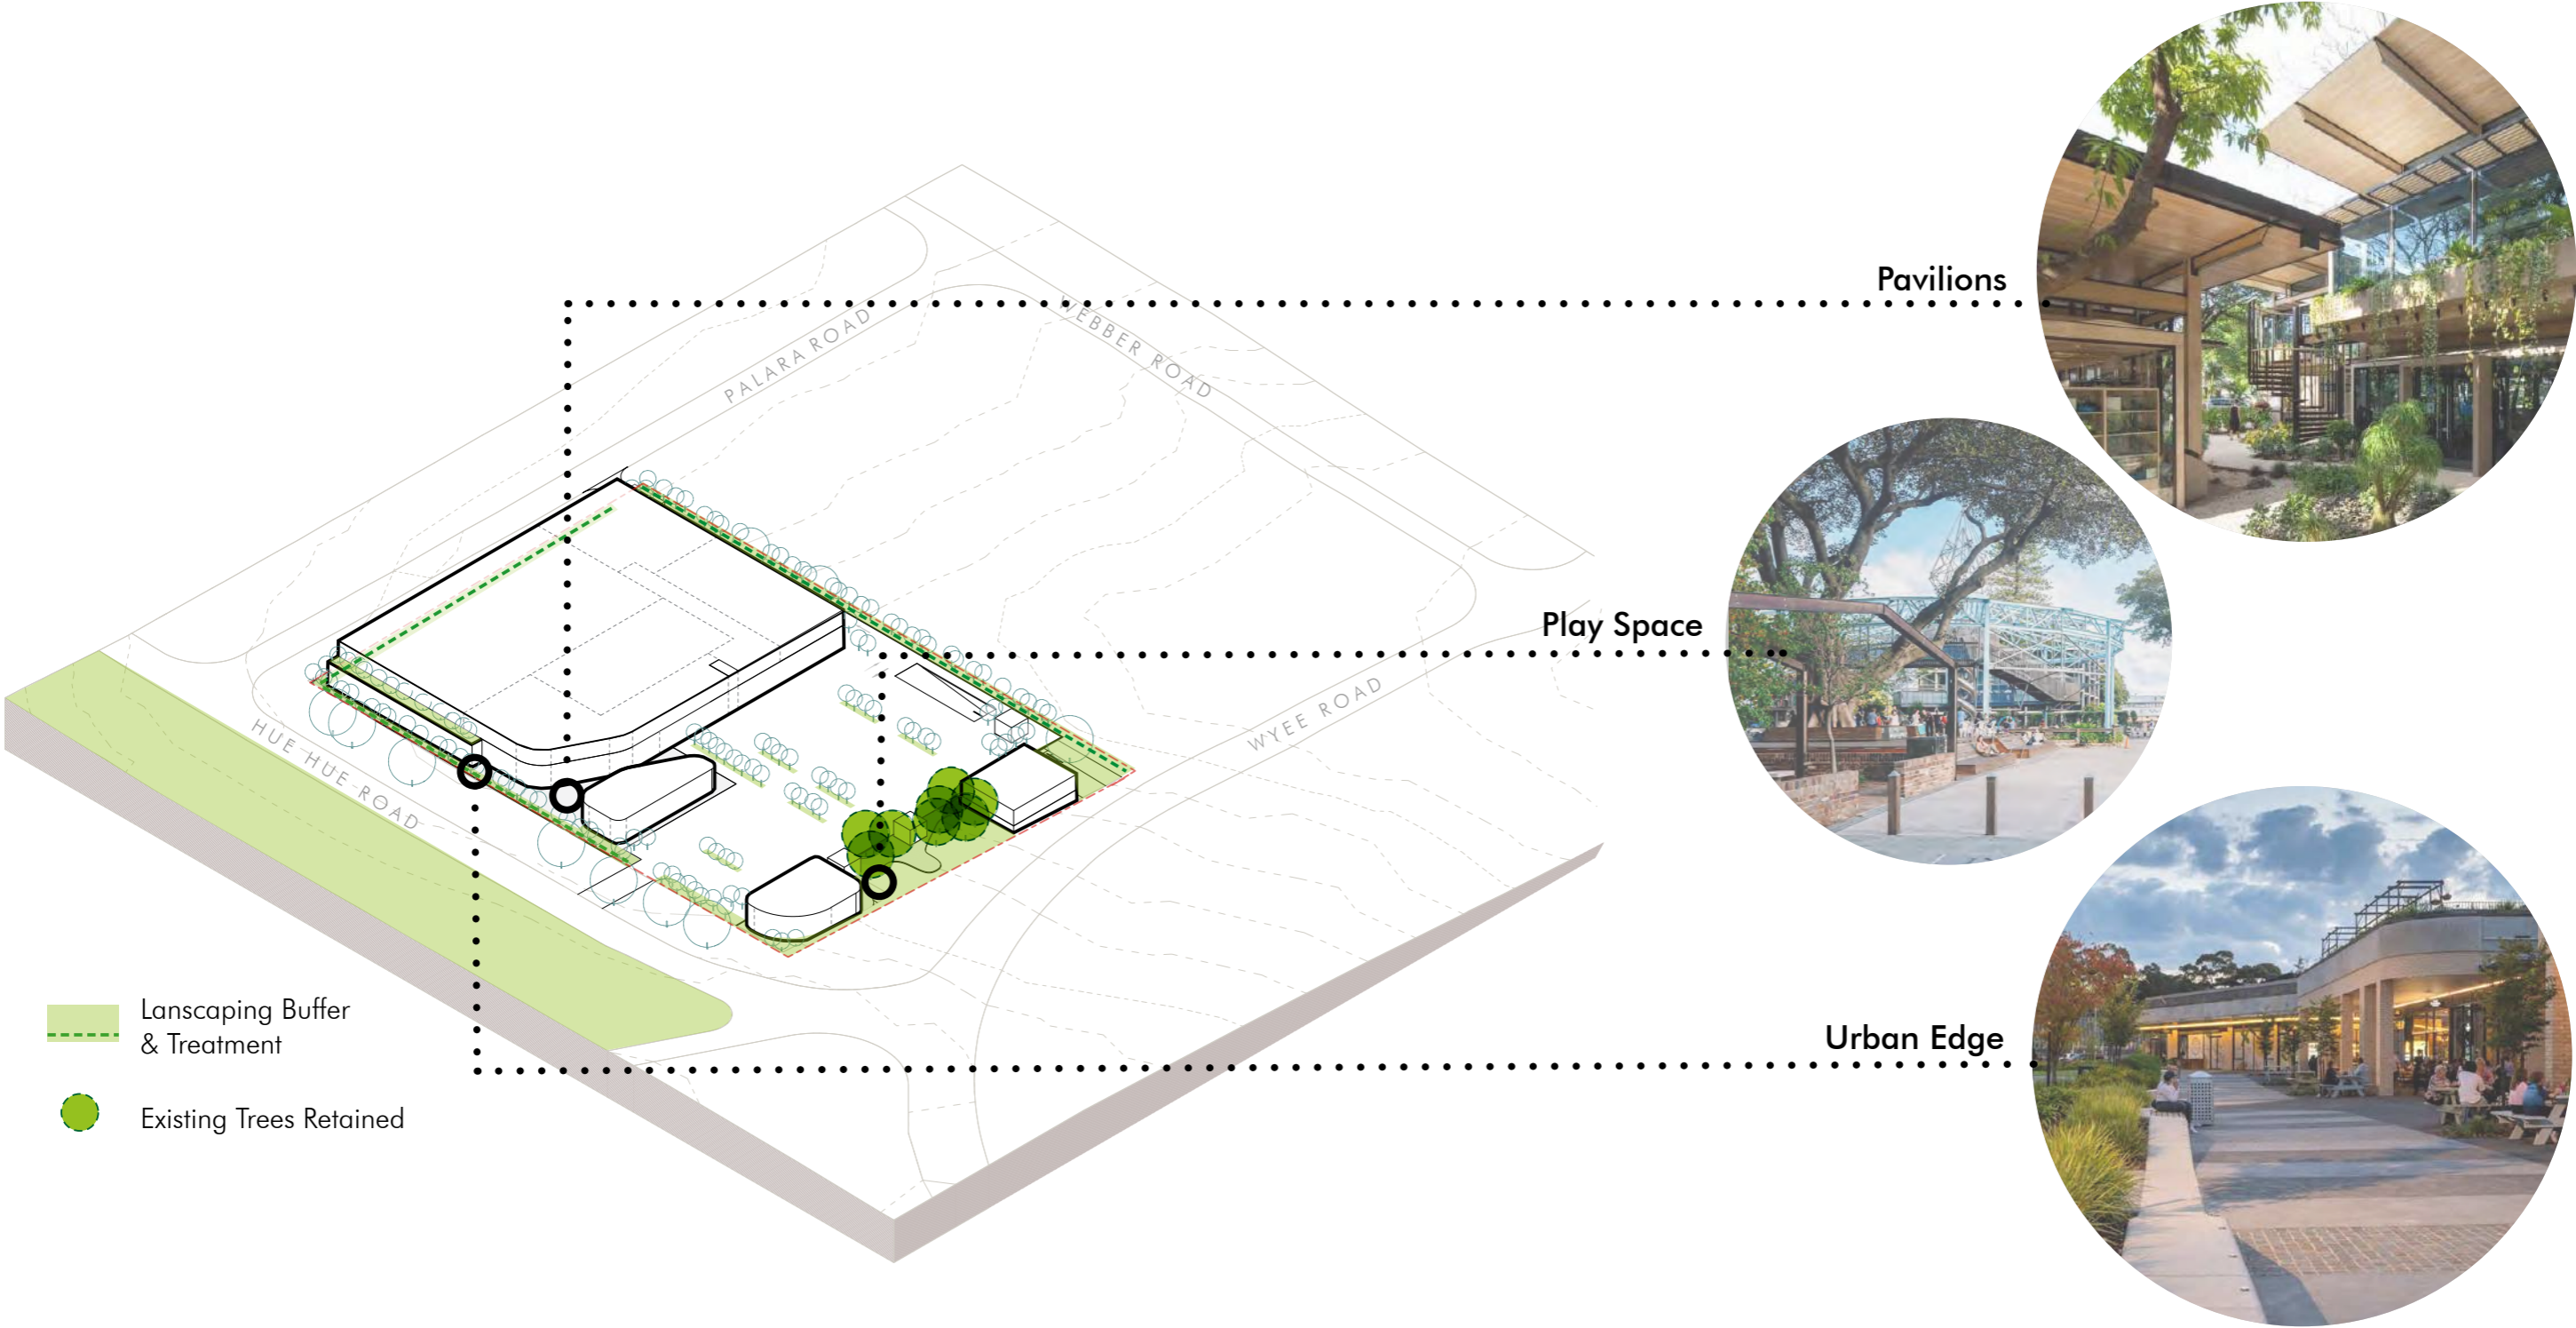 Pavilions
PALARA ROAD
WEBBER ROAD
Play Space
WYEE ROAD
HUE HUE ROAD
Urban Edge
Lanscaping Buffer
& Treatment
Existing Trees Retained